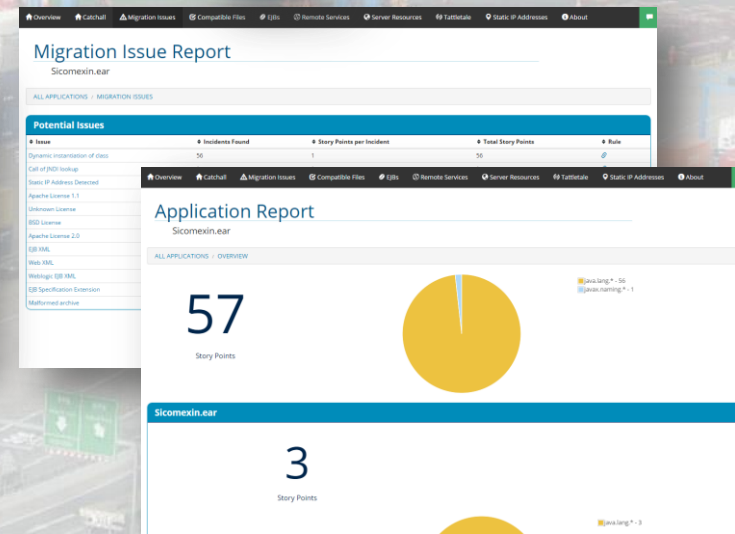 Overview Catchall Migration Issues Compatible Files EJBs Remote Services Server Resources Tattletale Static IP Addresses About
Migration Issue Report
Sicomexin.ear
ALL APPLICATIONS › MIGRATION ISSUES
Potential Issues
Issue Incidents Found Story Points per Incident Total Story Points Rule
Dynamic instantiation of class 56 1 56
Call of JNDI lookup
Static IP Address Detected
Apache License 1.1
Unknown License
BSD License
Apache License 2.0
EJB XML
Web XML
Weblogic EJB XML
EJB Specification Extension
Malformed archive
Overview Catchall Migration Issues Compatible Files EJBs Remote Services Server Resources Tattletale Static IP Addresses About
Application Report
Sicomexin.ear
ALL APPLICATIONS › OVERVIEW
57
Story Points
java.lang.* - 56
javax.naming.* - 1
Sicomexin.ear
3
Story Points
java.lang.* - 3